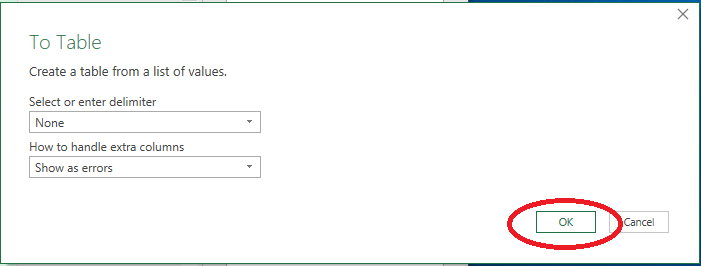 To Table
Create a table from a list of values.
Select or enter delimiter
None
How to handle extra columns
Show as errors
OK
Cancel